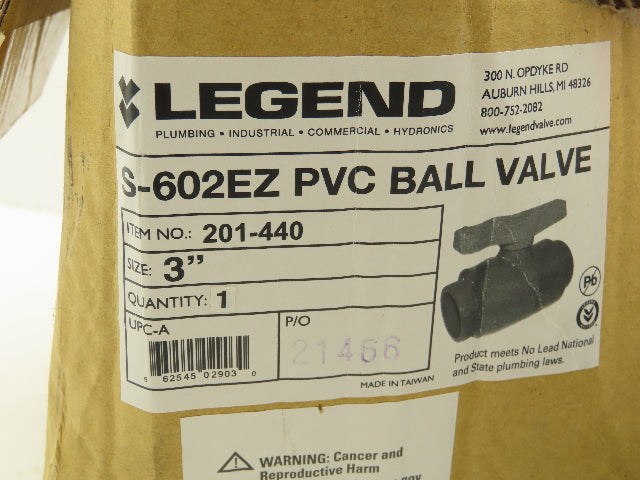 LEGEND
PLUMBING • INDUSTRIAL • COMMERCIAL • HYDRONICS
300 N. OPDYKE RD
AUBURN HILLS, MI 48326
800-752-2082
www.legendvalve.com
S-602EZ PVC BALL VALVE
ITEM NO.: 201-440
SIZE: 3"
QUANTITY: 1
UPC-A
6 62545 02903 0
P/O
21466
MADE IN TAIWAN
Pb
Product meets No Lead National
and State plumbing laws.
WARNING: Cancer and
Reproductive Harm